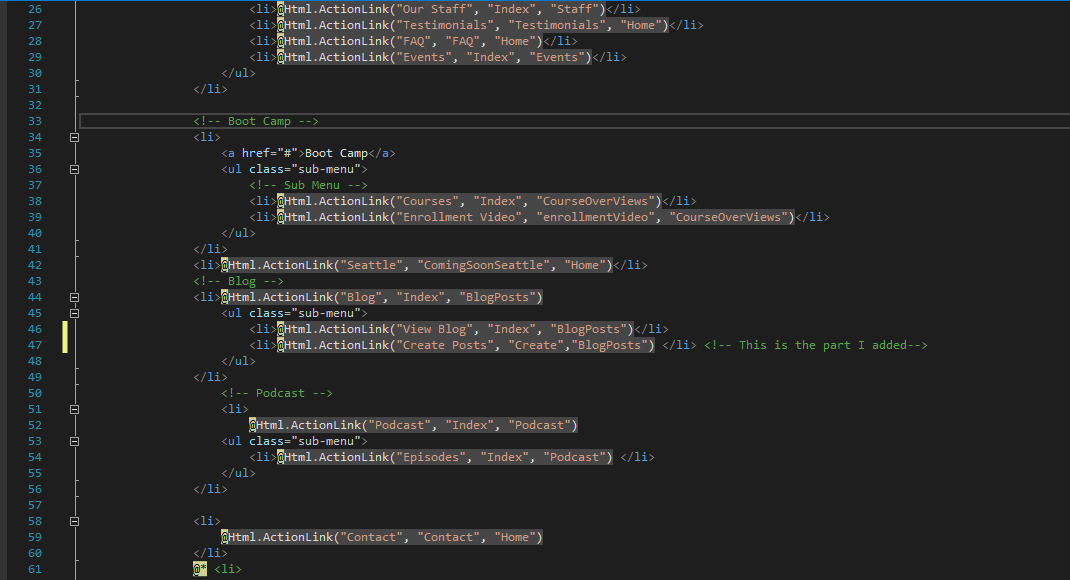 26 <li>@Html.ActionLink("Our Staff", "Index", "Staff")</li>
27 <li>@Html.ActionLink("Testimonials", "Testimonials", "Home")</li>
28 <li>@Html.ActionLink("FAQ", "FAQ", "Home")</li>
29 <li>@Html.ActionLink("Events", "Index", "Events")</li>
30 </ul>
31 </li>
32
33 <!-- Boot Camp -->
34 <li>
35 <a href="#">Boot Camp</a>
36 <ul class="sub-menu">
37 <!-- Sub Menu -->
38 <li>@Html.ActionLink("Courses", "Index", "CourseOverViews")</li>
39 <li>@Html.ActionLink("Enrollment Video", "enrollmentVideo", "CourseOverViews")</li>
40 </ul>
41 </li>
42 <li>@Html.ActionLink("Seattle", "ComingSoonSeattle", "Home")</li>
43 <!-- Blog -->
44 <li>@Html.ActionLink("Blog", "Index", "BlogPosts")
45 <ul class="sub-menu">
46 <li>@Html.ActionLink("View Blog", "Index", "BlogPosts")</li>
47 <li>@Html.ActionLink("Create Posts", "Create","BlogPosts") </li> <!-- This is the part I added-->
48 </ul>
49 </li>
50 <!-- Podcast -->
51 <li>
52 @Html.ActionLink("Podcast", "Index", "Podcast")
53 <ul class="sub-menu">
54 <li>@Html.ActionLink("Episodes", "Index", "Podcast") </li>
55 </ul>
56 </li>
57
58 <li>
59 @Html.ActionLink("Contact", "Contact", "Home")
60 </li>
61 @* <li>